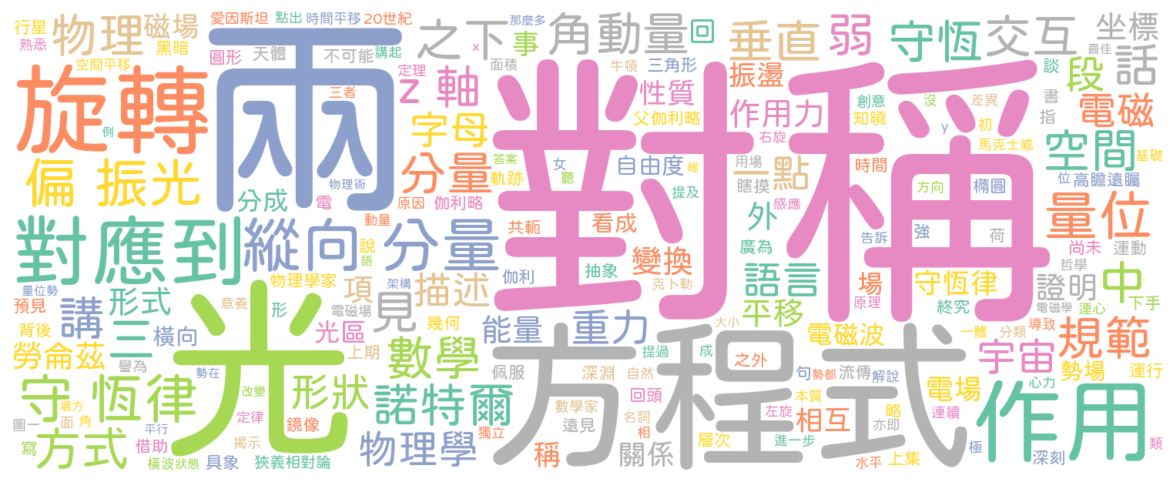 行星 物理 磁場 愛因斯坦 點出 時間平移 20世紀 那麼多 之下 事 角動量 回 垂直 弱 守恆 交互 坐標
熟悉 黑暗 圓形 天體 不可能 講起 x 面積 牛頓 三角形 振盪 段 談 最佳 話
空間平移 兩 定理 z 軸 性質 作用力 創意 沒 差異 書 電磁
旋轉 三者 字母 父伽利略 右旋 知曉 y 初 指 馬克士威
例 對稱 女 自由度 用場 一點 時間 空間 基礎
偏振光 分量 答案 軌跡 聽 瞎摸 方向 橢圓 位 高瞻遠矚
物理術 分成 電 原因 伽利略 提及 感應 強 荷 量位
對應到 縱向 分量 動量 共軛 看成 外 廣為 告訴 尚未 運動
說 語 伽利 抽象 變換 語言 場 守恆律 證明 中 哲學
量位勢 物理學家 架構 項 描述 克卜勒 平移 原理 終究 下手
預見 形式 意義 形 電磁場 見 幾何 能量 重力 大小 電磁波 電磁學 連心
講 背後 橫向 光 光區 上期 方程式 一體 分類 導致 規範
勞倫茲 三 譽為 數學 佩服 深淵 提過 自然 成 之外 句 勢都 流傳 解說 宇宙 勢場 運行
守恆律 勢在 改變 形狀 諾特爾 數學家 遠見 回頭 名詞 本質 亦即 略 電場 心力 作用
圖一 場方 面 角 定律 鏡像 獨立 左旋 相互 連續
寫 方式 平行 借助 揭示 物理學 稱 關係 相 層次 進一步 上集 極 類
橫波狀態 具象 狹義相對論 水平 深刻